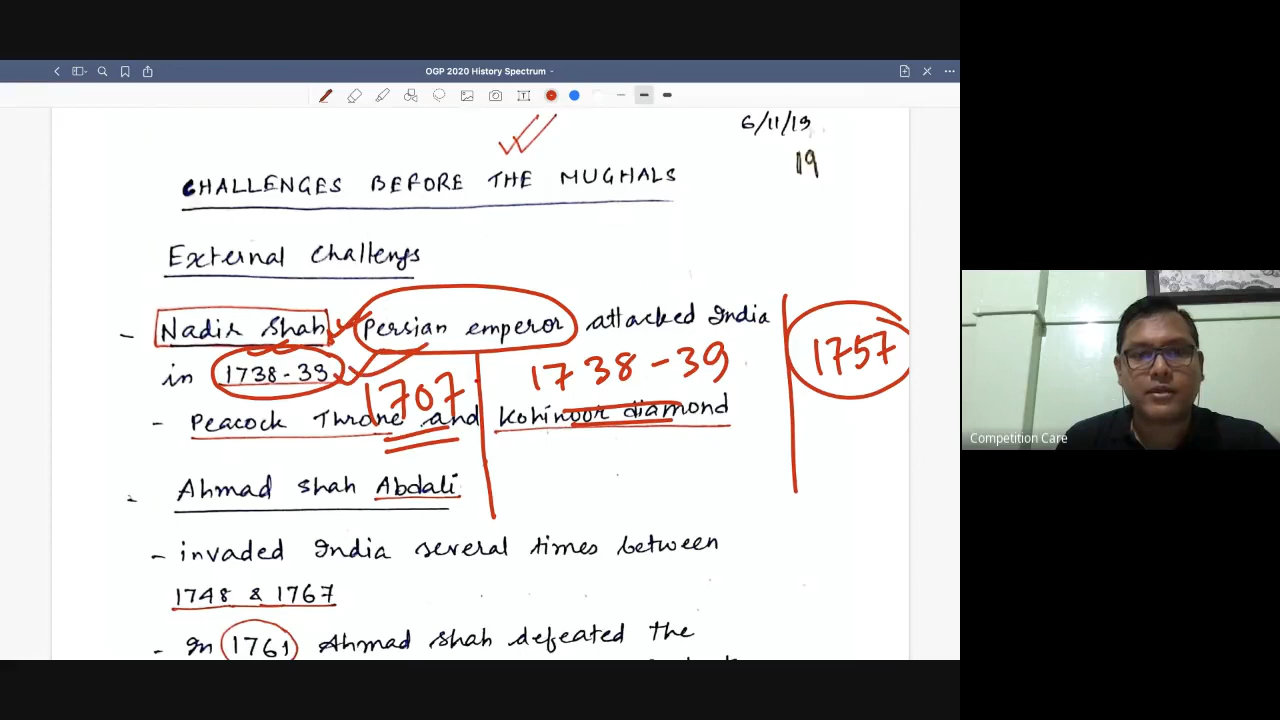 OGP 2020 History Spectrum
6/11/19
19
CHALLENGES BEFORE THE MUGHALS
External Challengs
- Nadir Shah Persian emperor attacked India
in 1738-39 1707 1738-39 1757
- Peacock Throne and Kohinoor diamond
Ahmad Shah Abdali
- invaded India several times between
1748 & 1767
- In 1761 Ahmad Shah defeated the
Competition Care